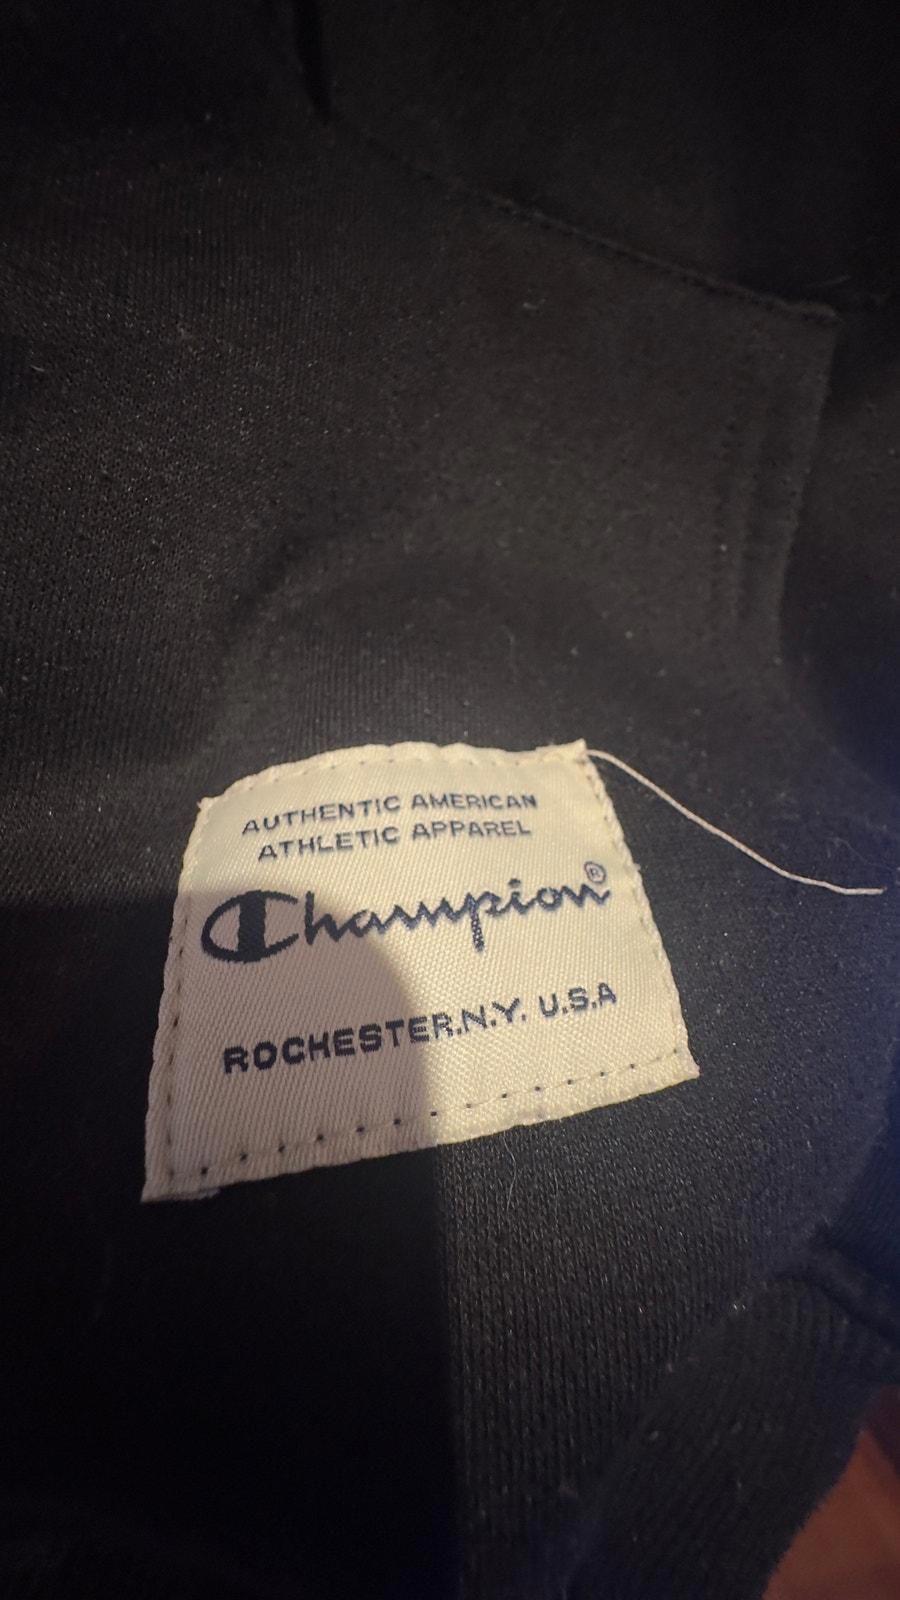 AUTHENTIC AMERICAN
ATHLETIC APPAREL
Champion®
ROCHESTER.N.Y. U.S.A